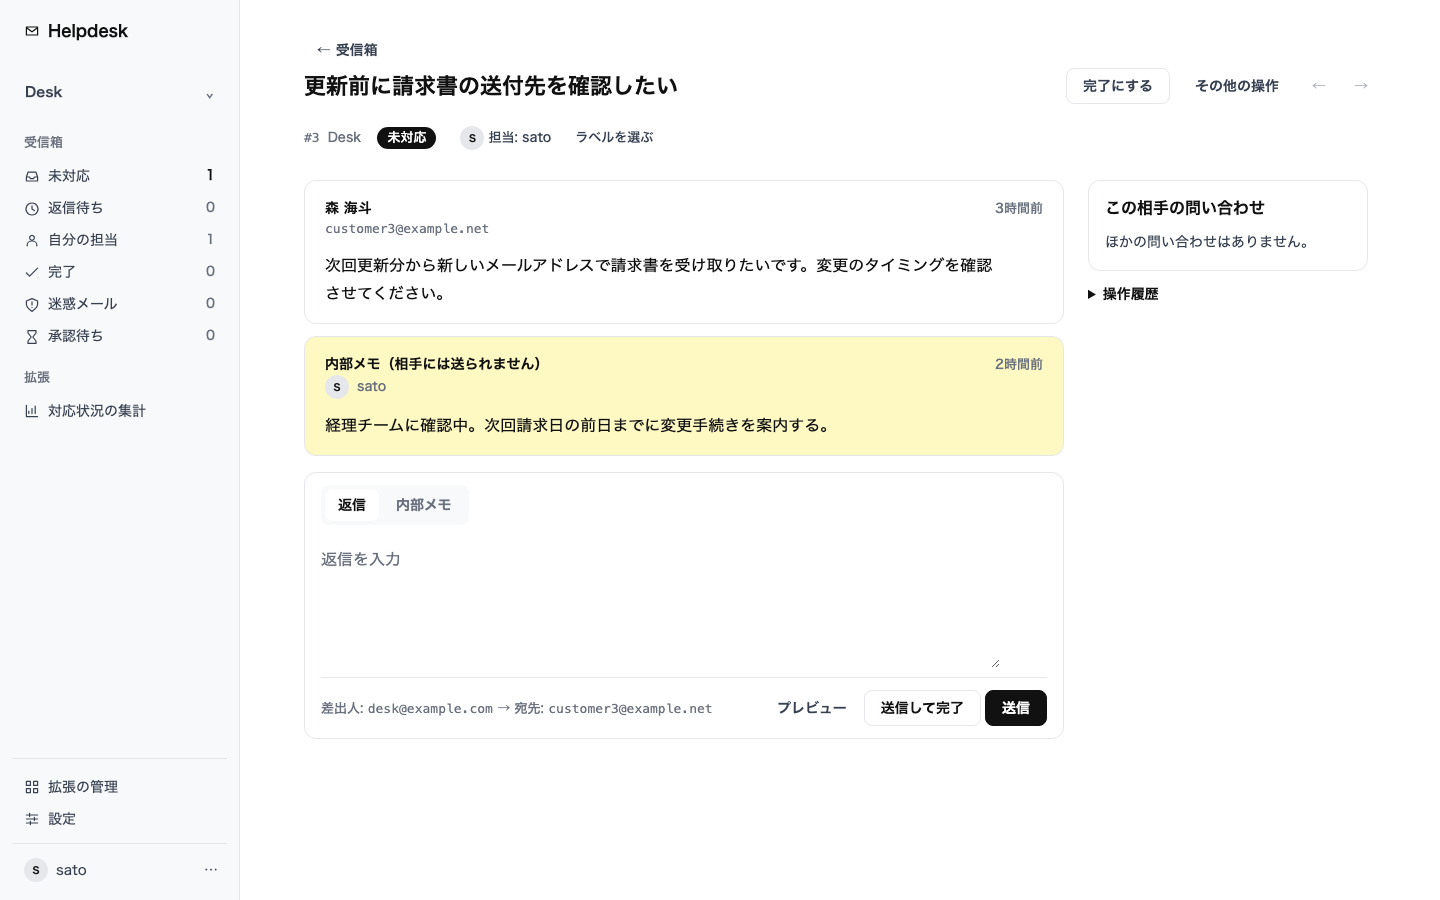 Helpdesk
Desk
受信箱
未対応 1
返信待ち 0
自分の担当 1
完了 0
迷惑メール 0
承認待ち 0
拡張
対応状況の集計
拡張の管理
設定
S sato ...
← 受信箱
更新前に請求書の送付先を確認したい
完了にする その他の操作 ← →
#3 Desk 未対応 S 担当: sato ラベルを選ぶ
森 海斗 3時間前
customer3@example.net
次回更新分から新しいメールアドレスで請求書を受け取りたいです。変更のタイミングを確認
させてください。
内部メモ（相手には送られません） 2時間前
S sato
経理チームに確認中。次回請求日の前日までに変更手続きを案内する。
返信 内部メモ
返信を入力
差出人: desk@example.com → 宛先: customer3@example.net プレビュー 送信して完了 送信
この相手の問い合わせ
ほかの問い合わせはありません。
▶ 操作履歴